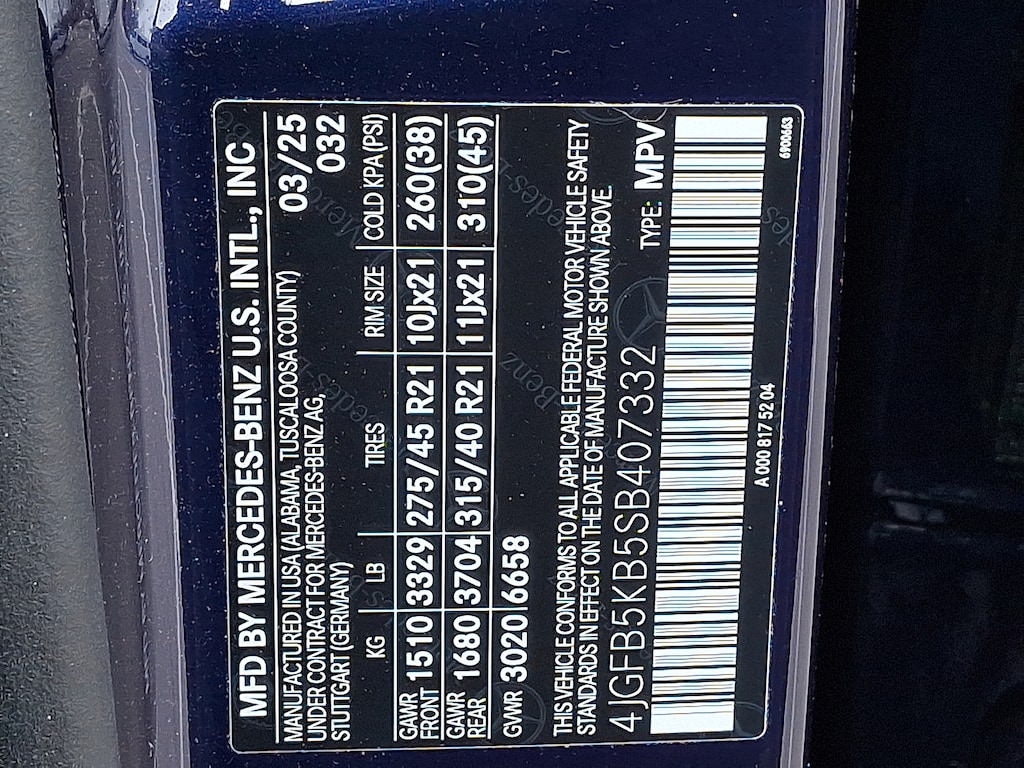 MFD BY MERCEDES-BENZ U.S. INTL., INC
MANUFACTURED IN USA (ALABAMA, TUSCALOOSA COUNTY) 03/25
UNDER CONTRACT FOR MERCEDES-BENZ AG, 032
STUTTGART (GERMANY)
KG LB TIRES RIM SIZE COLD KPA (PSI)
GAWR FRONT 1510 3329 275/45 R21 10Jx21 260(38)
GAWR REAR 1680 3704 315/40 R21 11Jx21 310(45)
GVWR 3020 6658
THIS VEHICLE CONFORMS TO ALL APPLICABLE FEDERAL MOTOR VEHICLE SAFETY
STANDARDS IN EFFECT ON THE DATE OF MANUFACTURE SHOWN ABOVE.
4JGFB5KB5SB407332 TYPE: MPV
A 000 817 52 04 6900663